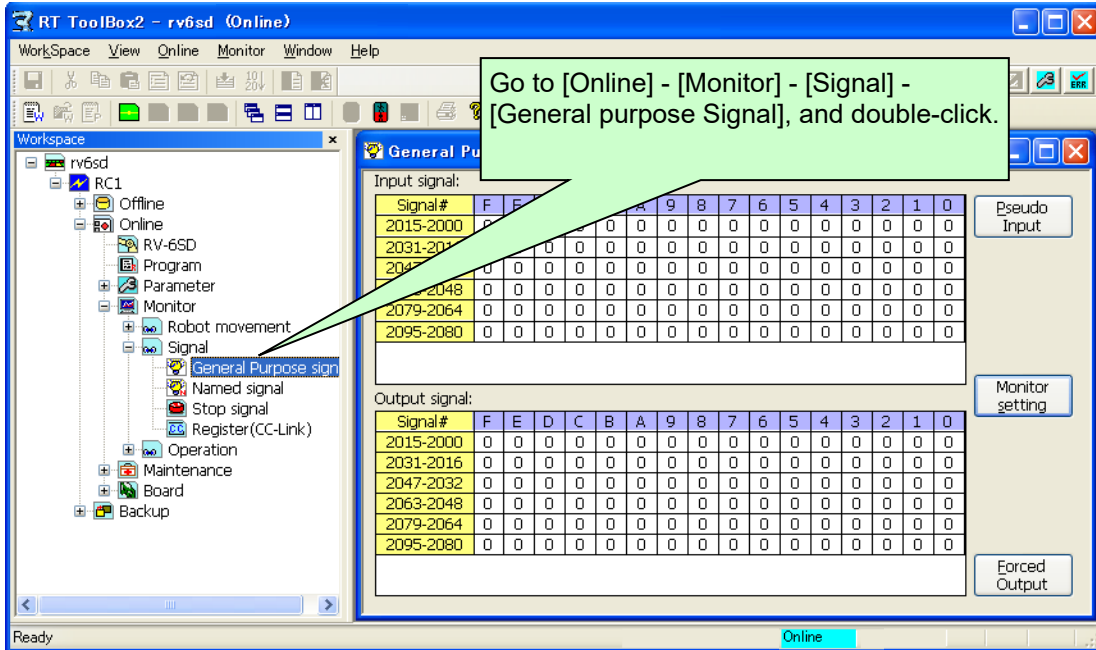 RT ToolBox2 - rv6sd (Online)
WorkSpace View Online Monitor Window Help
Go to [Online] - [Monitor] - [Signal] -
[General purpose Signal], and double-click.
Workspace
rv6sd
RC1
Offline
Online
RV-6SD
Program
Parameter
Monitor
Robot movement
Signal
General Purpose sign
Named signal
Stop signal
Register(CC-Link)
Operation
Maintenance
Board
Backup
General Pu
Input signal:
Signal# F E A 9 8 7 6 5 4 3 2 1 0
2015-2000 0 0 0 0 0 0 0 0 0 0 0 0 0
2031-201 0 0 0 0 0 0 0 0 0 0 0 0 0 0
2047 0 0 0 0 0 0 0 0 0 0 0 0 0 0 0 0
2048 0 0 0 0 0 0 0 0 0 0 0 0 0 0 0 0
2079-2064 0 0 0 0 0 0 0 0 0 0 0 0 0 0 0 0
2095-2080 0 0 0 0 0 0 0 0 0 0 0 0 0 0 0 0
Pseudo
Input
Monitor
setting
Output signal:
Signal# F E D C B A 9 8 7 6 5 4 3 2 1 0
2015-2000 0 0 0 0 0 0 0 0 0 0 0 0 0 0 0 0
2031-2016 0 0 0 0 0 0 0 0 0 0 0 0 0 0 0 0
2047-2032 0 0 0 0 0 0 0 0 0 0 0 0 0 0 0 0
2063-2048 0 0 0 0 0 0 0 0 0 0 0 0 0 0 0 0
2079-2064 0 0 0 0 0 0 0 0 0 0 0 0 0 0 0 0
2095-2080 0 0 0 0 0 0 0 0 0 0 0 0 0 0 0 0
Forced
Output
Ready
Online